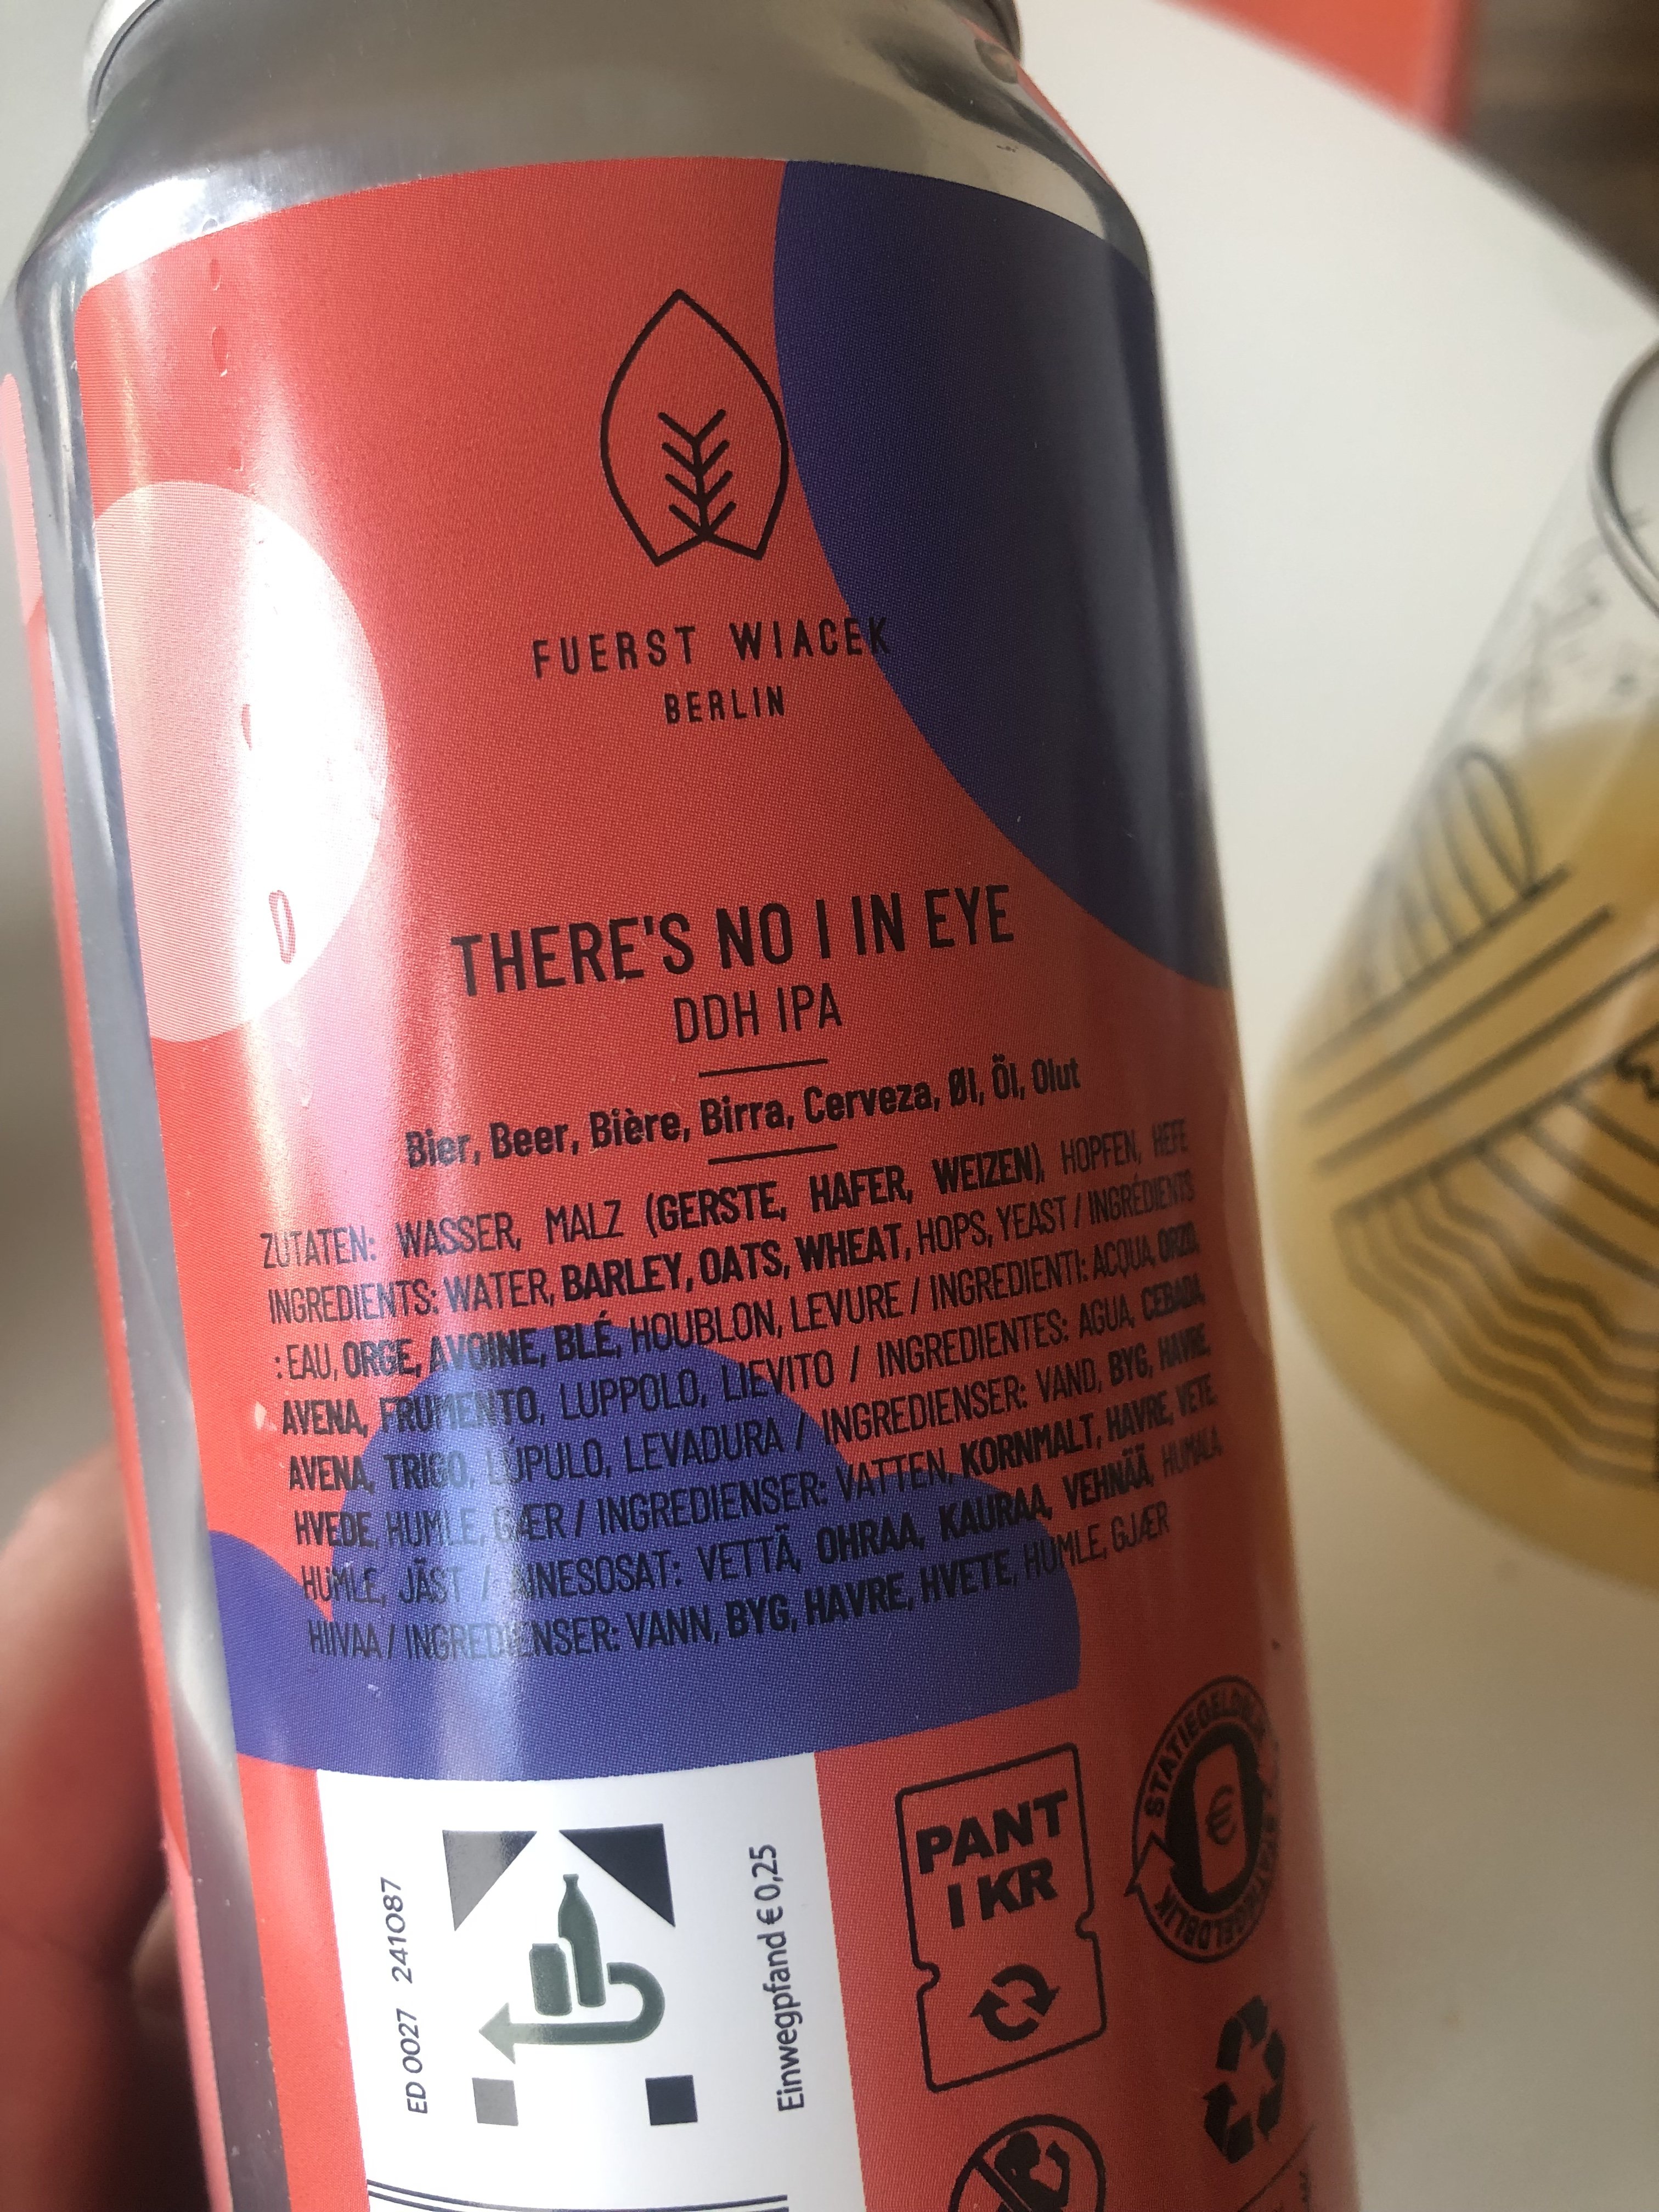 FUERST WIACEK
BERLIN
THERE'S NO I IN EYE
DDH IPA
Bier, Beer, Bière, Birra, Cerveza, Øl, Öl, Olut
ZUTATEN: WASSER, MALZ (GERSTE, HAFER, WEIZEN), HOPFEN, HEFE
INGREDIENTS: WATER, BARLEY, OATS, WHEAT, HOPS, YEAST / INGRÉDIENTS
: EAU, ORGE, AVOINE, BLÉ, HOUBLON, LEVURE / INGREDIENTI: ACQUA, ORZO,
AVENA, FRUMENTO, LUPPOLO, LIEVITO / INGREDIENTES: AGUA, CEBADA,
AVENA, TRIGO, LÚPULO, LEVADURA / INGREDIENSER: VAND, BYG, HAVRE,
HVEDE, HUMLE, GÆR / INGREDIENSER: VATTEN, KORNMALT, HAVRE, VETE
HUMLE, JÄST / AINESOSAT: VETTÄ, OHRAA, KAURAA, VEHNÄÄ, HUMALA,
HIIVAA / INGREDIENSER: VANN, BYG, HAVRE, HVETE, HUMLE, GJÆR
ED 0027 241087
Einwegpfand € 0,25
PANT
I KR
STATIEGELDBLIK
€
STATIEGELDBLIK